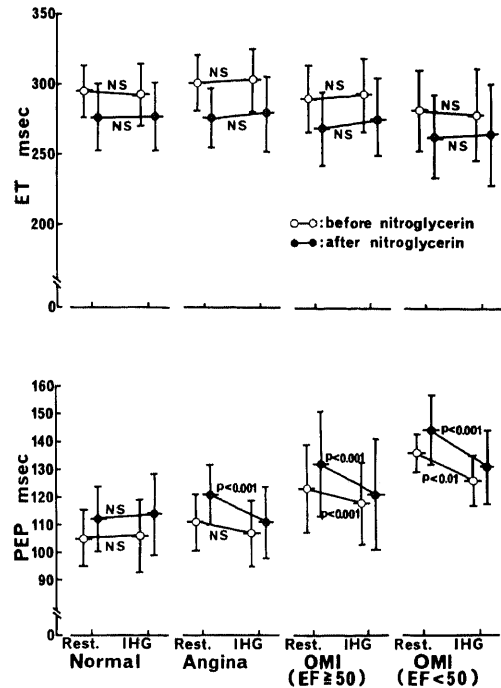 350
300
250
200
0
ET msec
NS
NS
NS
NS
NS
NS
NS
NS
:before nitroglycerin
:after nitroglycerin
160
150
140
130
120
110
100
90
0
PEP msec
NS
NS
p<0.001
NS
p<0.001
p<0.001
p<0.001
p<0.01
Rest. IHG Rest. IHG Rest. IHG Rest. IHG
Normal Angina OMI OMI
(EF≧50) (EF<50)